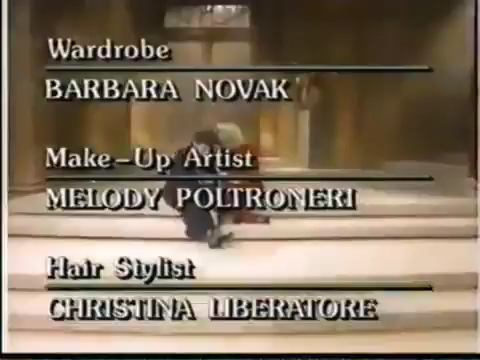 Wardrobe
BARBARA NOVAK
Make-Up Artist
MELODY POLTRONERI
Hair Stylist
CHRISTINA LIBERATORE